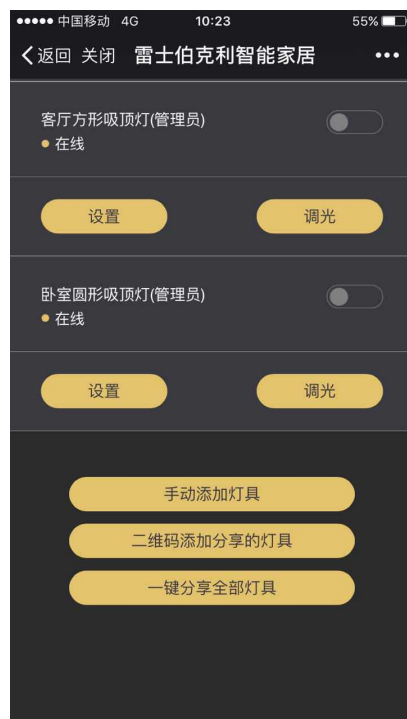 中国移动 4G 10:23 55%
返回 关闭 雷士伯克利智能家居
客厅方形吸顶灯(管理员)
在线
设置 调光
卧室圆形吸顶灯(管理员)
在线
设置 调光
手动添加灯具
二维码添加分享的灯具
一键分享全部灯具